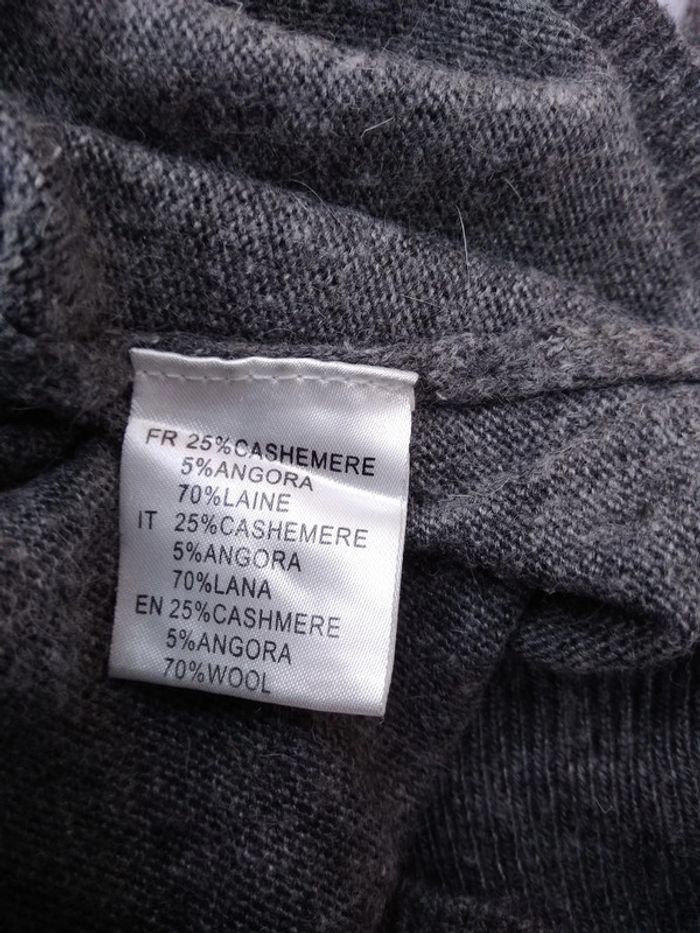 FR 25%CASHEMERE
5%ANGORA
70%LAINE
IT 25%CASHEMERE
5%ANGORA
70%LANA
EN 25%CASHMERE
5%ANGORA
70%WOOL